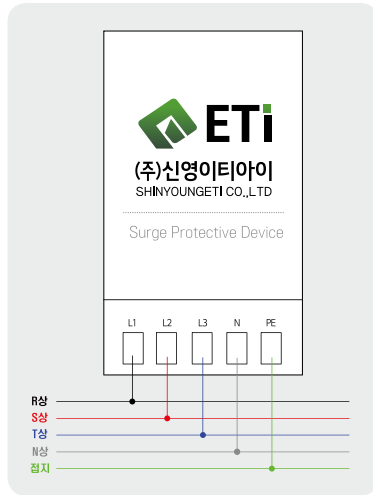 ETi
(주)신영이티아이
SHINYOUNGETI CO.,LTD
Surge Protective Device
L1 L2 L3 N PE
R상
S상
T상
N상
접지